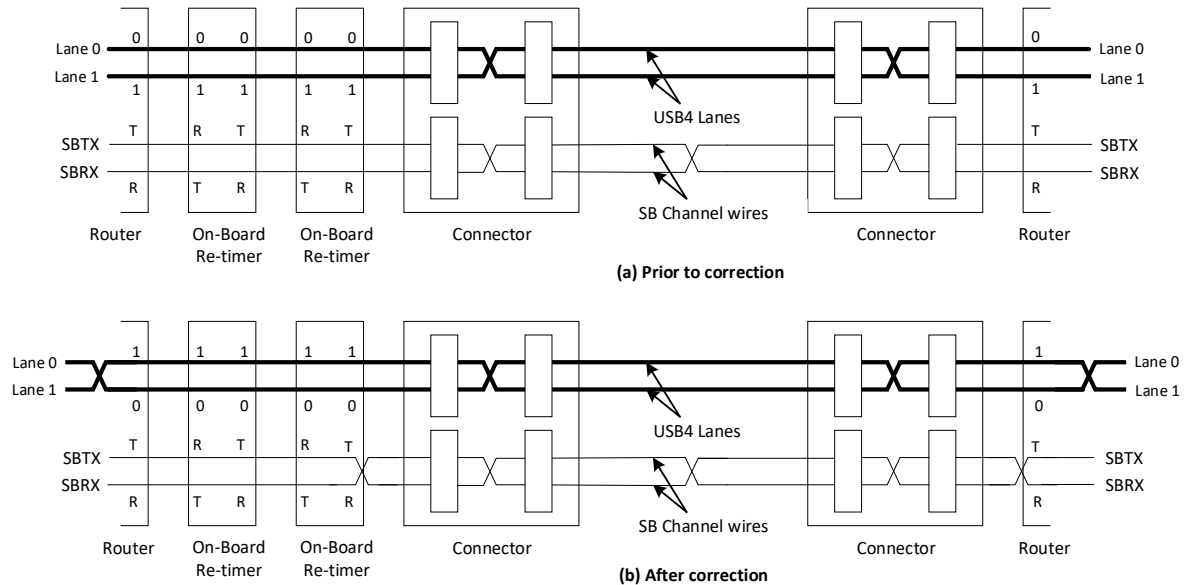 0 0 0 0 0 0
Lane 0 Lane 0
Lane 1 Lane 1
1 1 1 1 1 1
USB4 Lanes
T R T R T T
SBTX SBTX
SBRX SBRX
R T R T R R
SB Channel wires
Router On-Board On-Board Connector Connector Router
Re-timer Re-timer
(a) Prior to correction
1 1 1 1 1 1
Lane 0 Lane 0
Lane 1 Lane 1
0 0 0 0 0 0
USB4 Lanes
T R T R T T
SBTX SBTX
SBRX SBRX
R T R T R R
SB Channel wires
Router On-Board On-Board Connector Connector Router
Re-timer Re-timer
(b) After correction